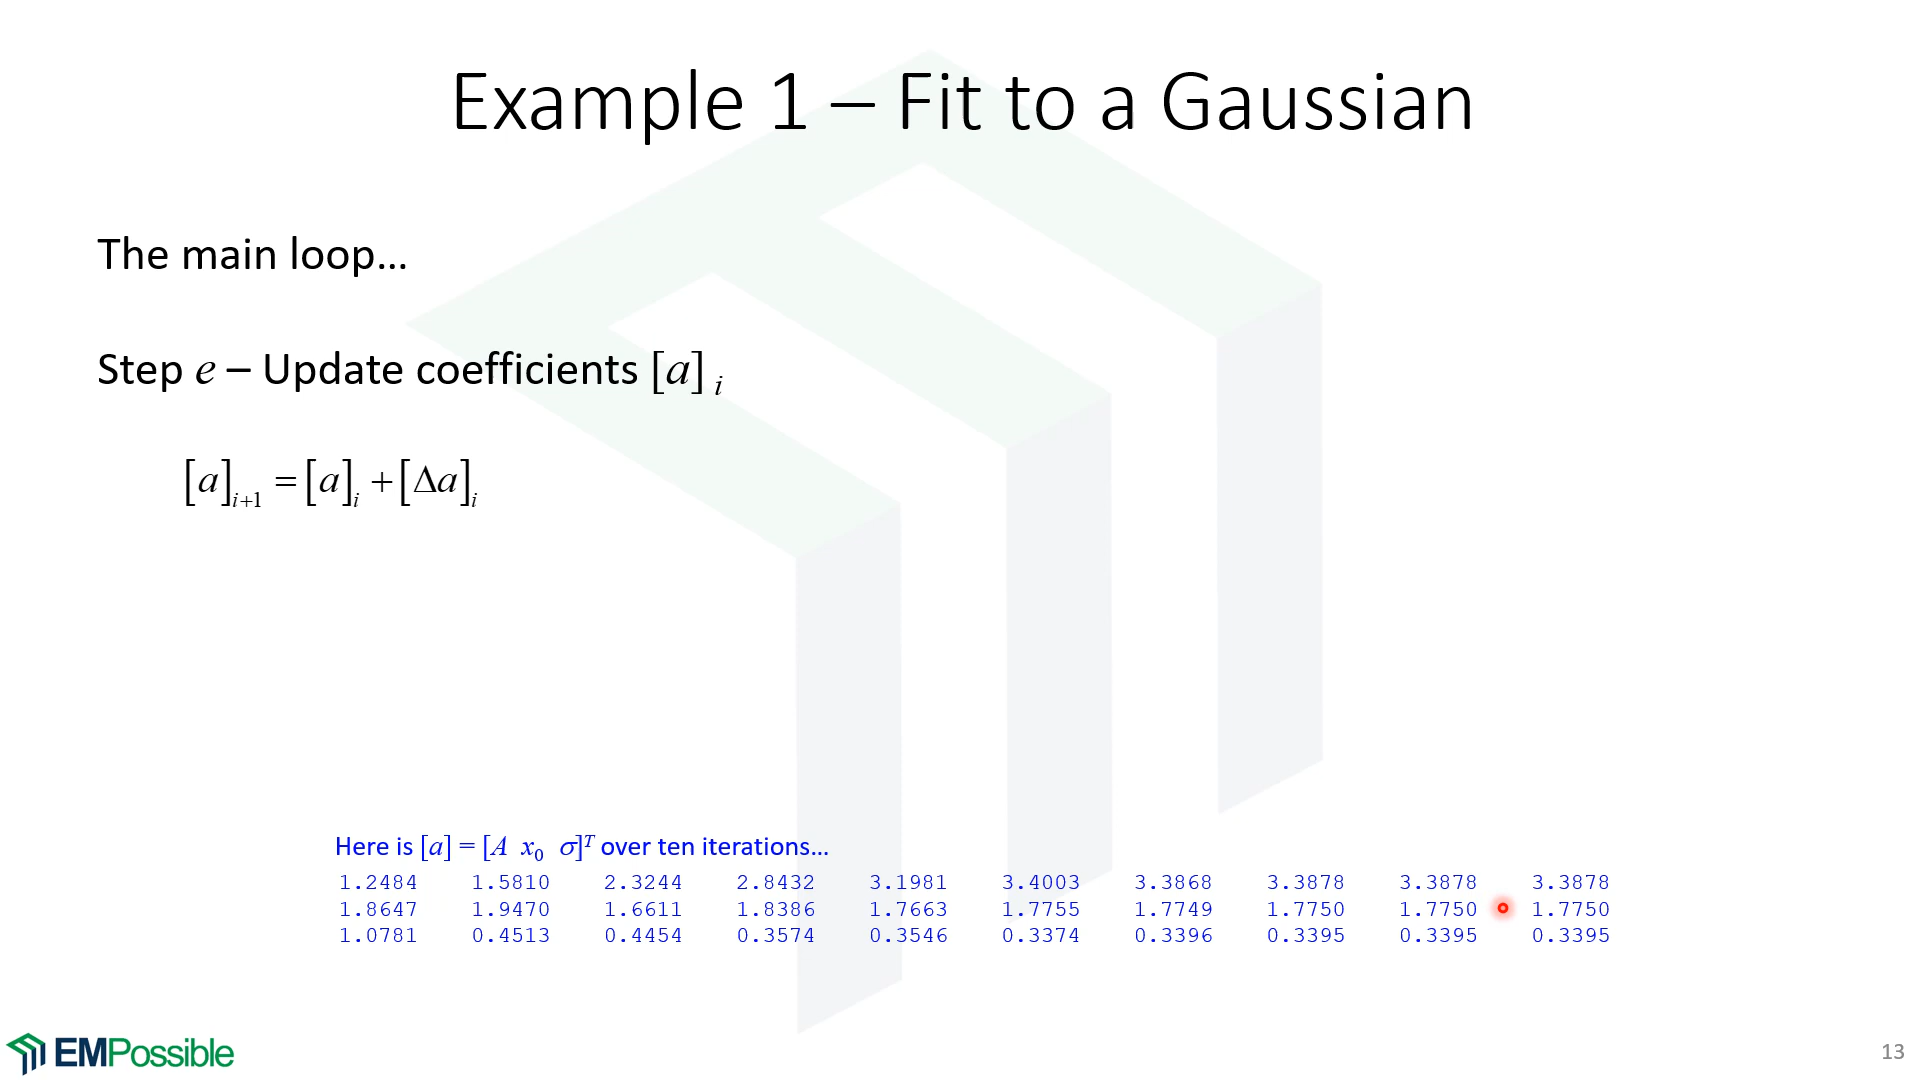 Example 1 – Fit to a Gaussian
The main loop…
Step e – Update coefficients [a] i
[a]i+1 = [a]i + [Δa]i
Here is [a] = [A x0 σ]T over ten iterations…
1.2484 1.5810 2.3244 2.8432 3.1981 3.4003 3.3868 3.3878 3.3878 3.3878
1.8647 1.9470 1.6611 1.8386 1.7663 1.7755 1.7749 1.7750 1.7750 1.7750
1.0781 0.4513 0.4454 0.3574 0.3546 0.3374 0.3396 0.3395 0.3395 0.3395
EMPossible
13